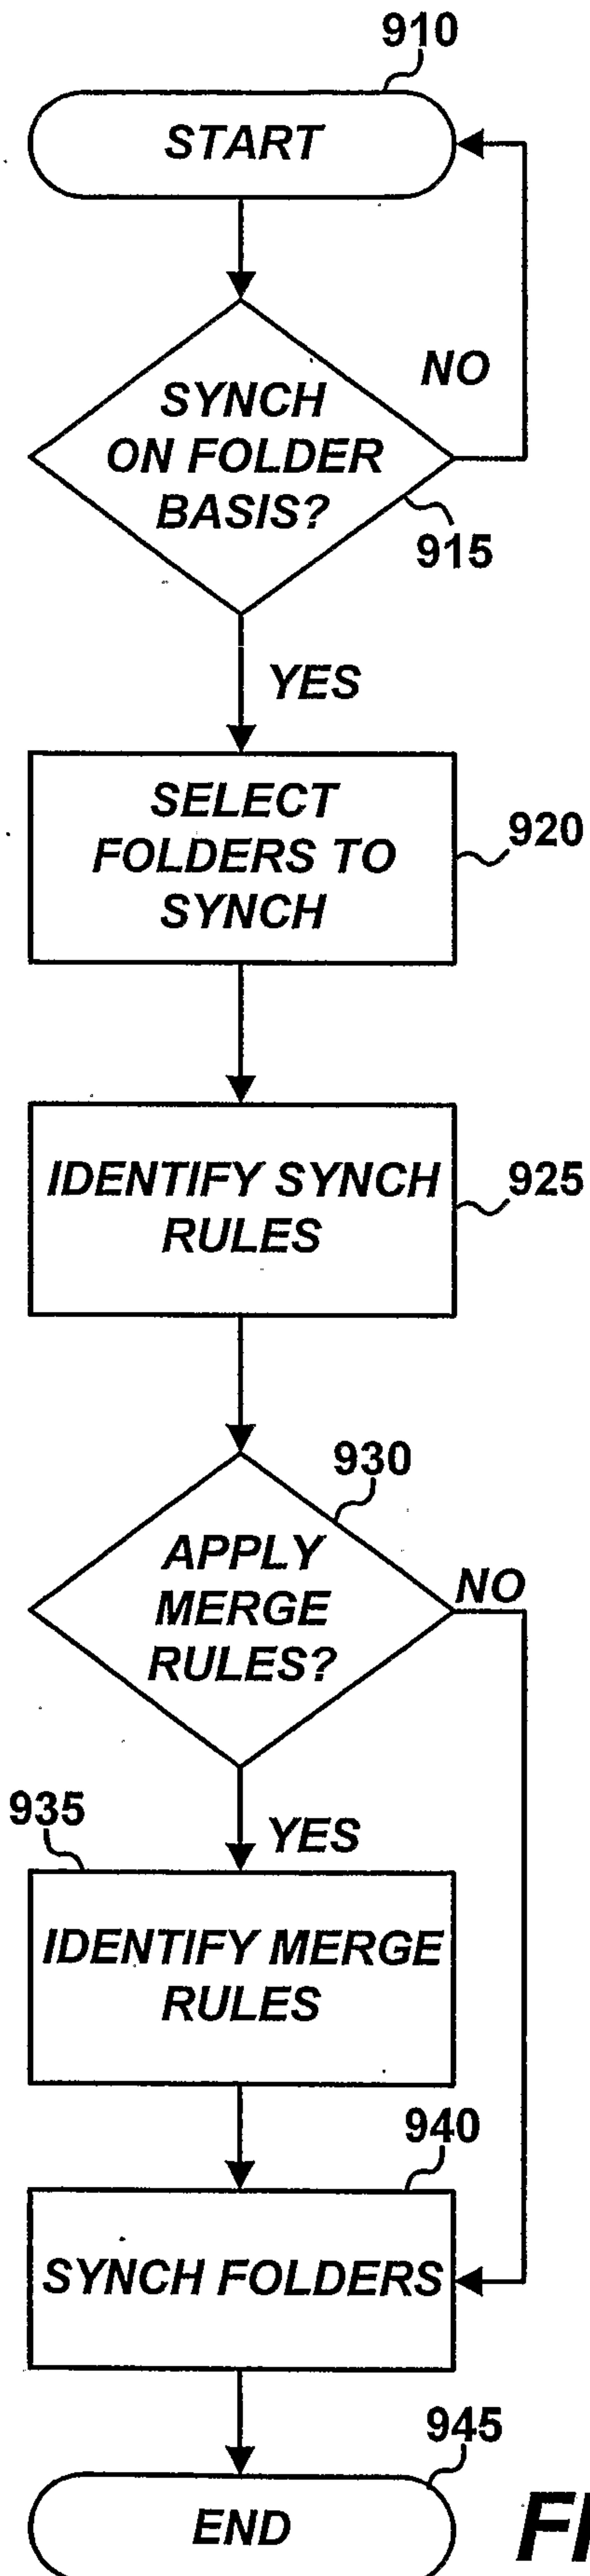 910
START
NO
SYNCH
ON FOLDER
BASIS?
915
YES
SELECT
FOLDERS TO
SYNCH
920
IDENTIFY SYNCH
RULES
925
930
APPLY
MERGE
RULES?
NO
935
YES
IDENTIFY MERGE
RULES
940
SYNCH FOLDERS
945
END